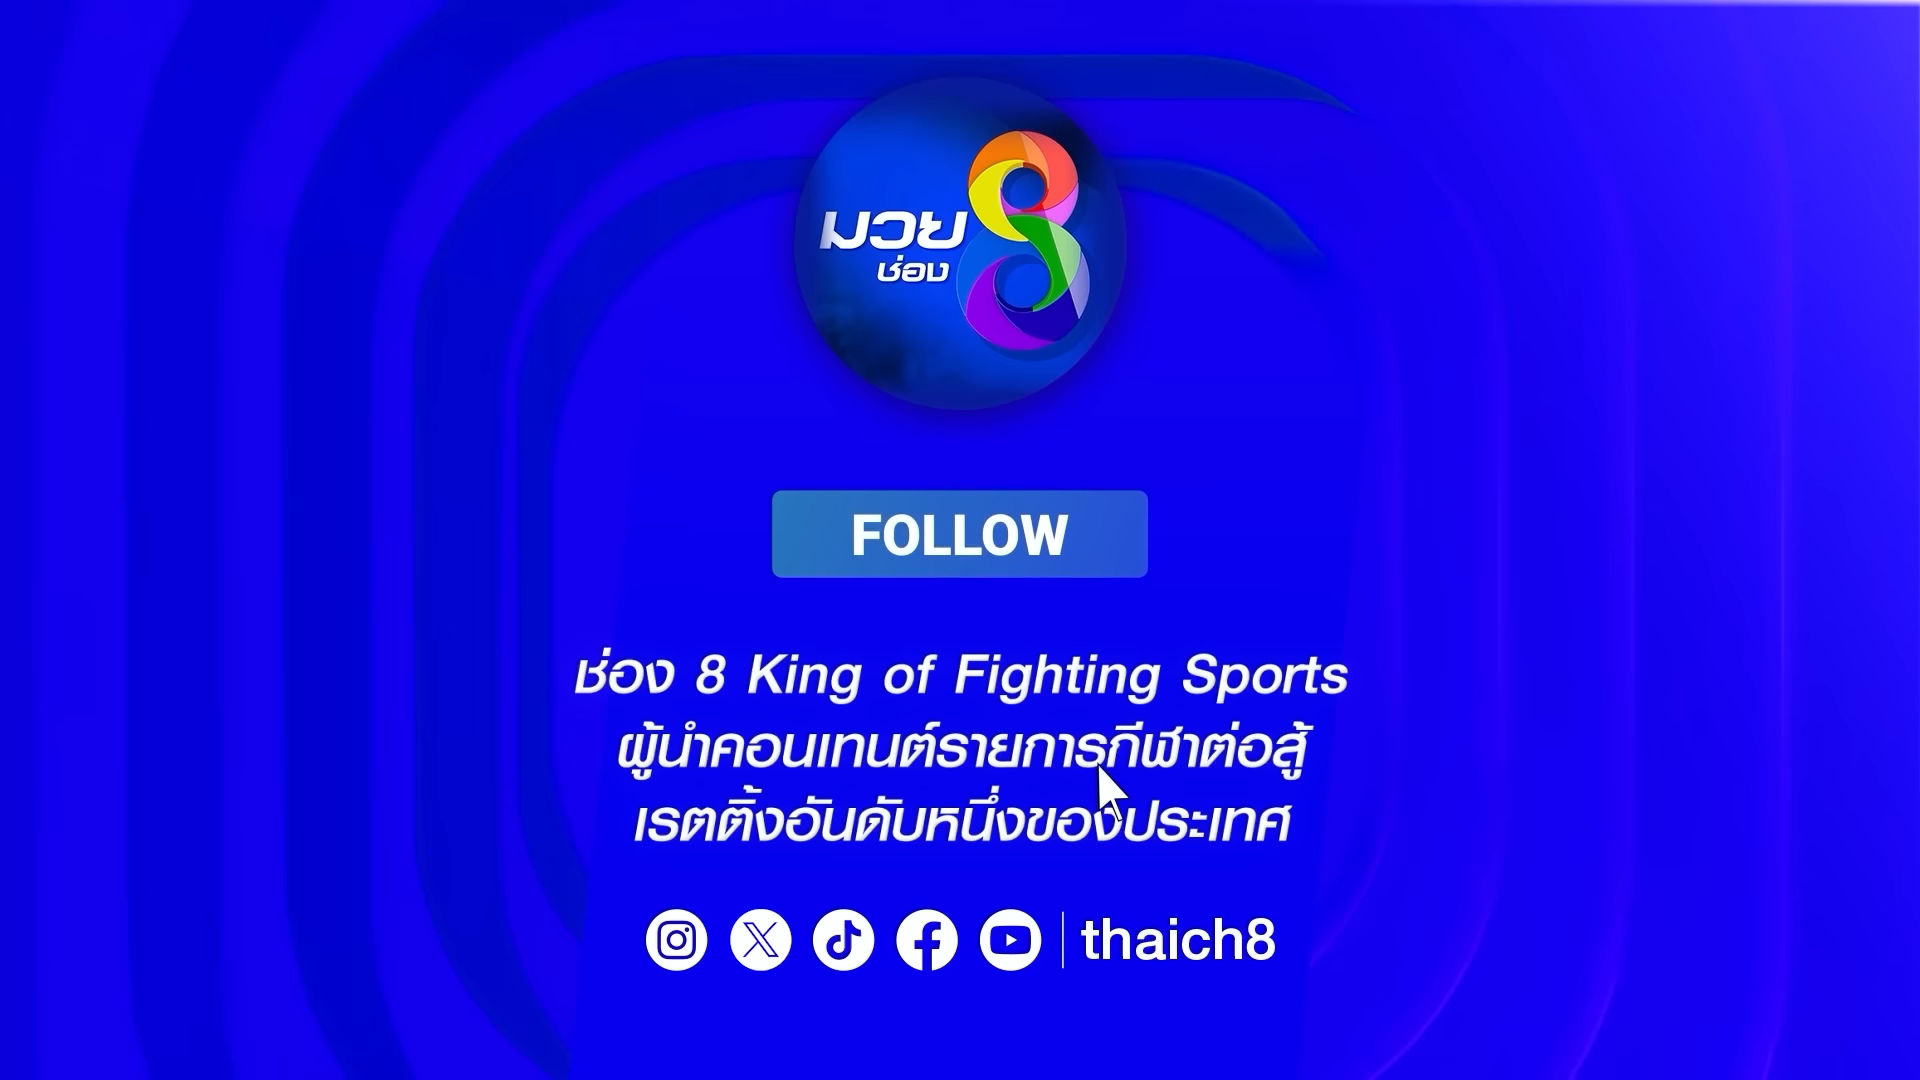 มวย
ช่อง 8
FOLLOW
ช่อง 8 King of Fighting Sports
ผู้นำคอนเทนต์รายการกีฬาต่อสู้
เรตติ้งอันดับหนึ่งของประเทศ
thaich8